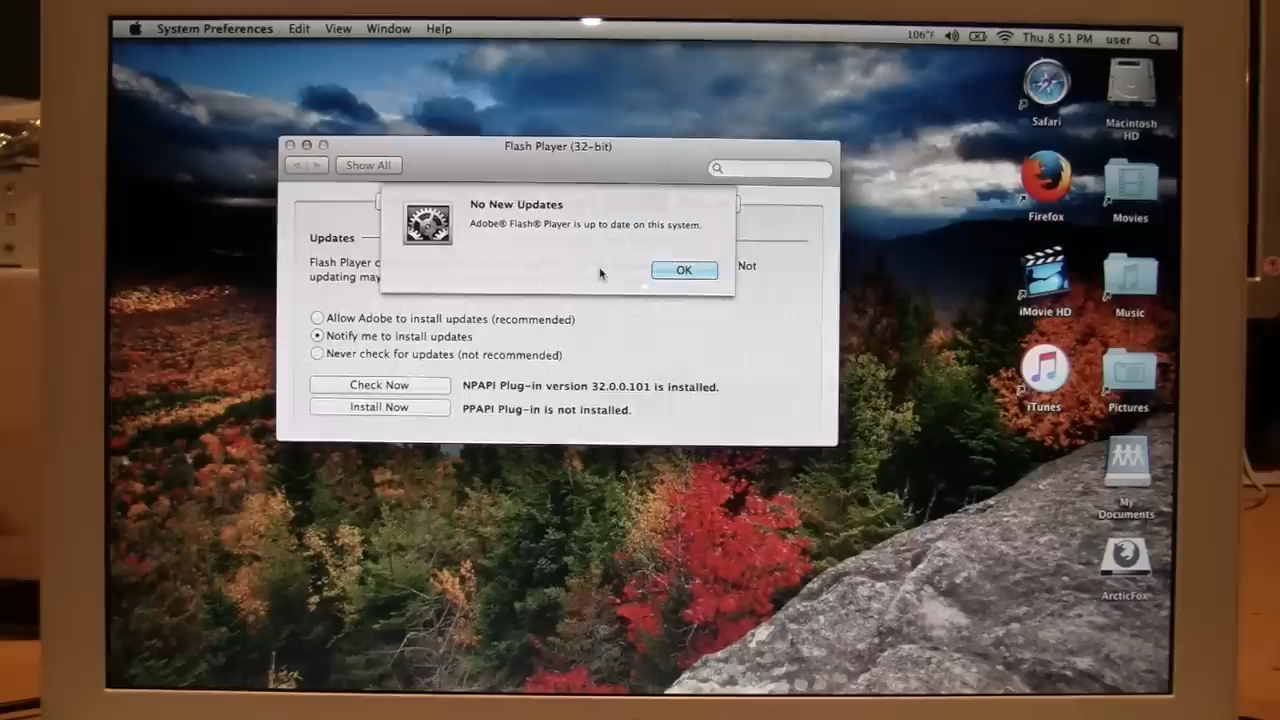 System Preferences Edit View Window Help
106°F Thu 8:51 PM user
Flash Player (32-bit)
Show All
No New Updates
Adobe® Flash® Player is up to date on this system.
OK
Updates
Flash Player
Not
updating may
Allow Adobe to install updates (recommended)
Notify me to install updates
Never check for updates (not recommended)
Check Now
NPAPI Plug-in version 32.0.0.101 is installed.
Install Now
PPAPI Plug-in is not installed.
Safari
Macintosh
HD
Firefox
Movies
iMovie HD
Music
iTunes
Pictures
My
Documents
ArcticFox